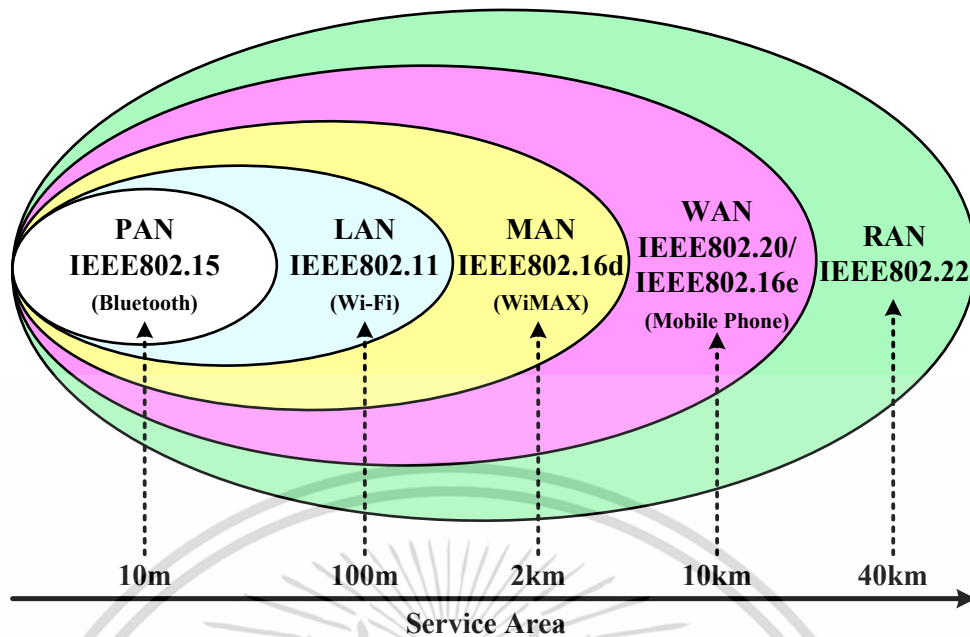 PAN
IEEE802.15
(Bluetooth)
LAN
IEEE802.11
(Wi-Fi)
MAN
IEEE802.16d
(WiMAX)
WAN
IEEE802.20/
IEEE802.16e
(Mobile Phone)
RAN
IEEE802.22
10m
100m
2km
10km
40km
Service Area